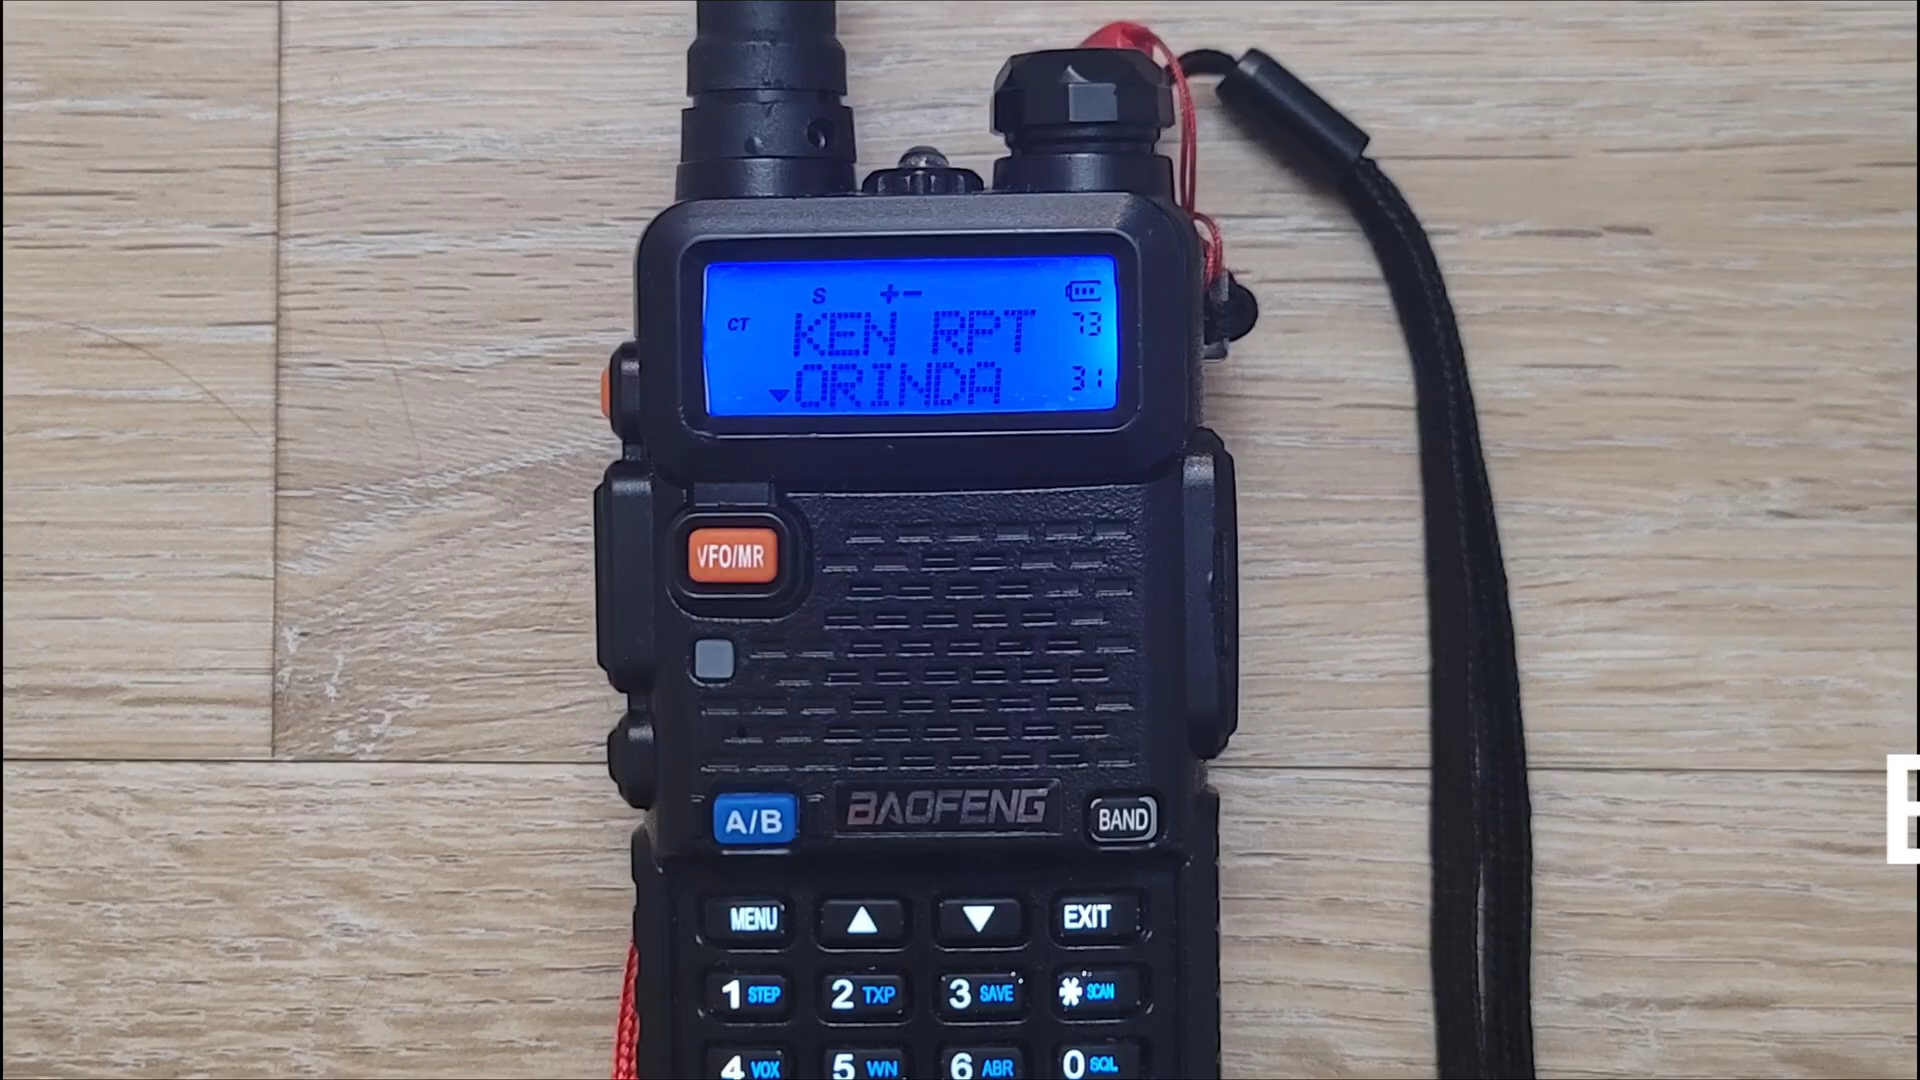 S +-
CT KEN RPT 73
ORINDA 31
VFO/MR
A/B BAOFENG BAND
MENU ▲ ▼ EXIT
1 STEP 2 TXP 3 SAVE * SCAN
4 VOX 5 WN 6 ABR 0 SQL